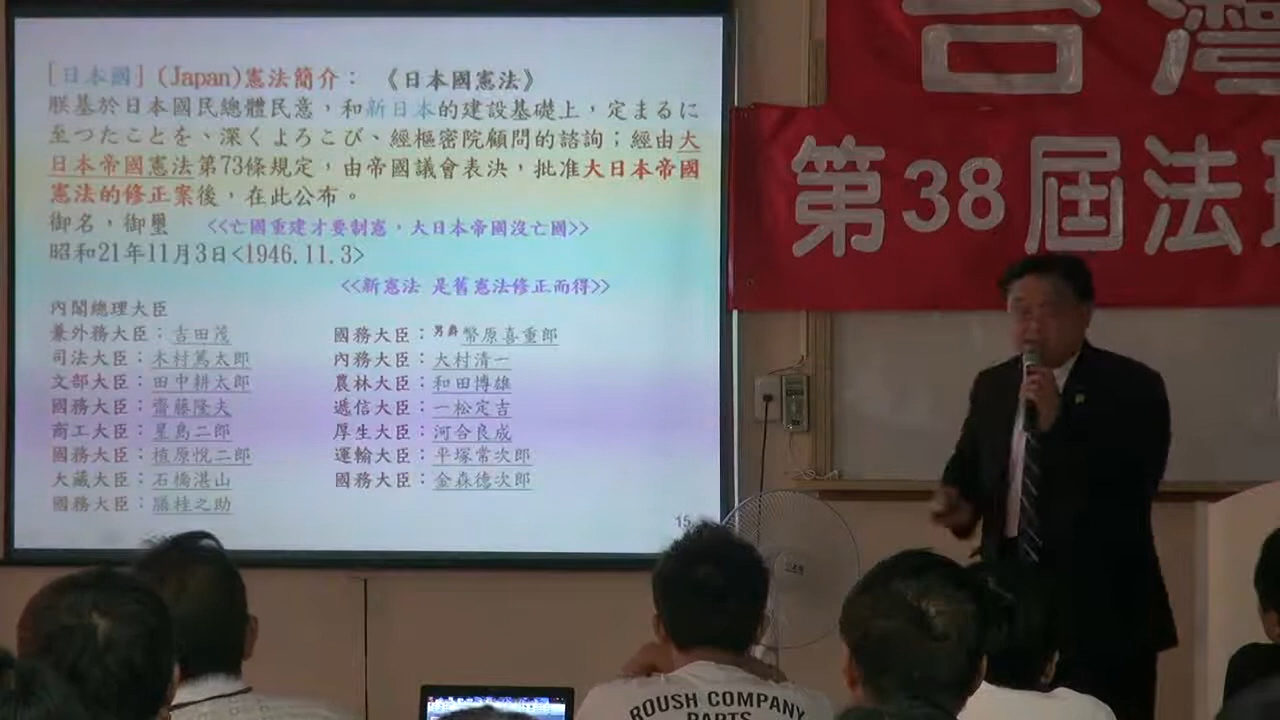 [日本國] (Japan)憲法簡介： 《日本國憲法》
朕基於日本國民總體民意，和新日本的建設基礎上，定まるに
至つたことを、深くよろこび、經樞密院顧問的諮詢；經由大
日本帝國憲法第73條規定，由帝國議會表決，批准大日本帝國
憲法的修正案後，在此公布。
御名，御璽 <<亡國重建才要制憲，大日本帝國沒亡國>>
昭和21年11月3日<1946.11.3>
<<新憲法 是舊憲法修正而得>>
內閣總理大臣
兼外務大臣：吉田茂 國務大臣：男爵幣原喜重郎
司法大臣：木村篤太郎 內務大臣：大村清一
文部大臣：田中耕太郎 農林大臣：和田博雄
國務大臣：齋藤隆夫 遞信大臣：一松定吉
商工大臣：星島二郎 厚生大臣：河合良成
國務大臣：植原悅二郎 運輸大臣：平塚常次郎
大藏大臣：石橋湛山 國務大臣：金森德次郎
國務大臣：膳桂之助
15
台灣
第38屆法
ROUSH COMPANY
PARTS